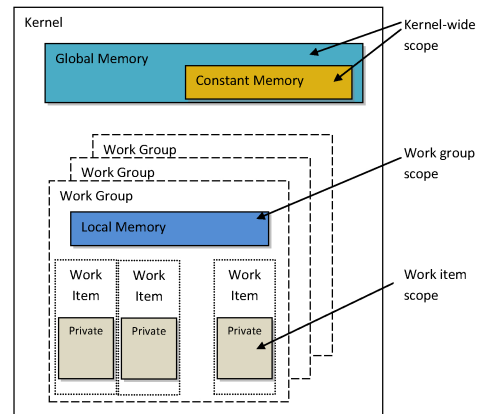 Kernel
Kernel-wide
scope
Global Memory
Constant Memory
Work Group
Work Group
Work Group
Work group
scope
Local Memory
Work
Item
Work
Item
Work
Item
Work item
scope
Private
Private
Private